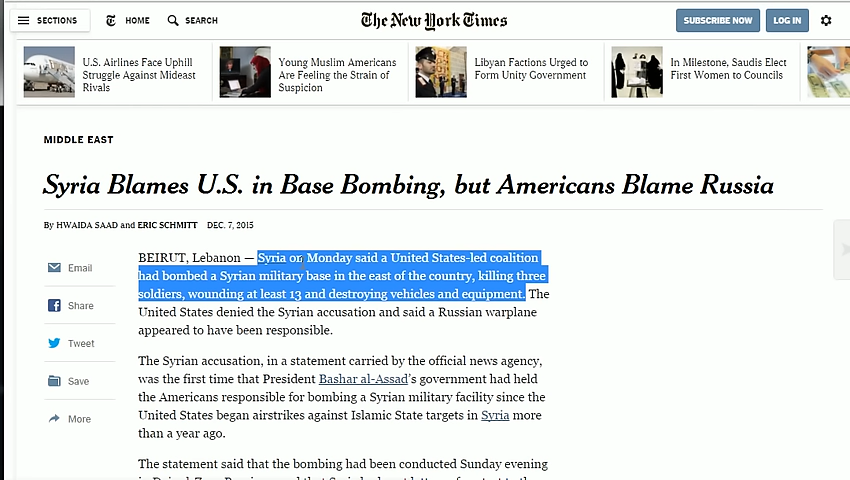 SECTIONS
HOME
SEARCH
The New York Times
SUBSCRIBE NOW
LOG IN
U.S. Airlines Face Uphill
Struggle Against Mideast
Rivals
Young Muslim Americans
Are Feeling the Strain of
Suspicion
Libyan Factions Urged to
Form Unity Government
In Milestone, Saudis Elect
First Women to Councils
MIDDLE EAST
Syria Blames U.S. in Base Bombing, but Americans Blame Russia
By HWAIDA SAAD and ERIC SCHMITT DEC. 7, 2015
Email
Share
Tweet
Save
More
BEIRUT, Lebanon — Syria on Monday said a United States-led coalition
had bombed a Syrian military base in the east of the country, killing three
soldiers, wounding at least 13 and destroying vehicles and equipment. The
United States denied the Syrian accusation and said a Russian warplane
appeared to have been responsible.
The Syrian accusation, in a statement carried by the official news agency,
was the first time that President Bashar al-Assad's government had held
the Americans responsible for bombing a Syrian military facility since the
United States began airstrikes against Islamic State targets in Syria more
than a year ago.
The statement said that the bombing had been conducted Sunday evening